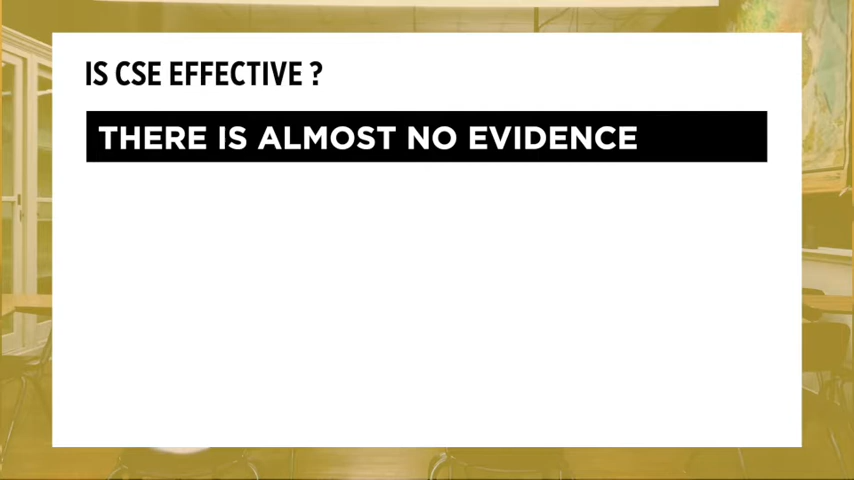 IS CSE EFFECTIVE ?
THERE IS ALMOST NO EVIDENCE